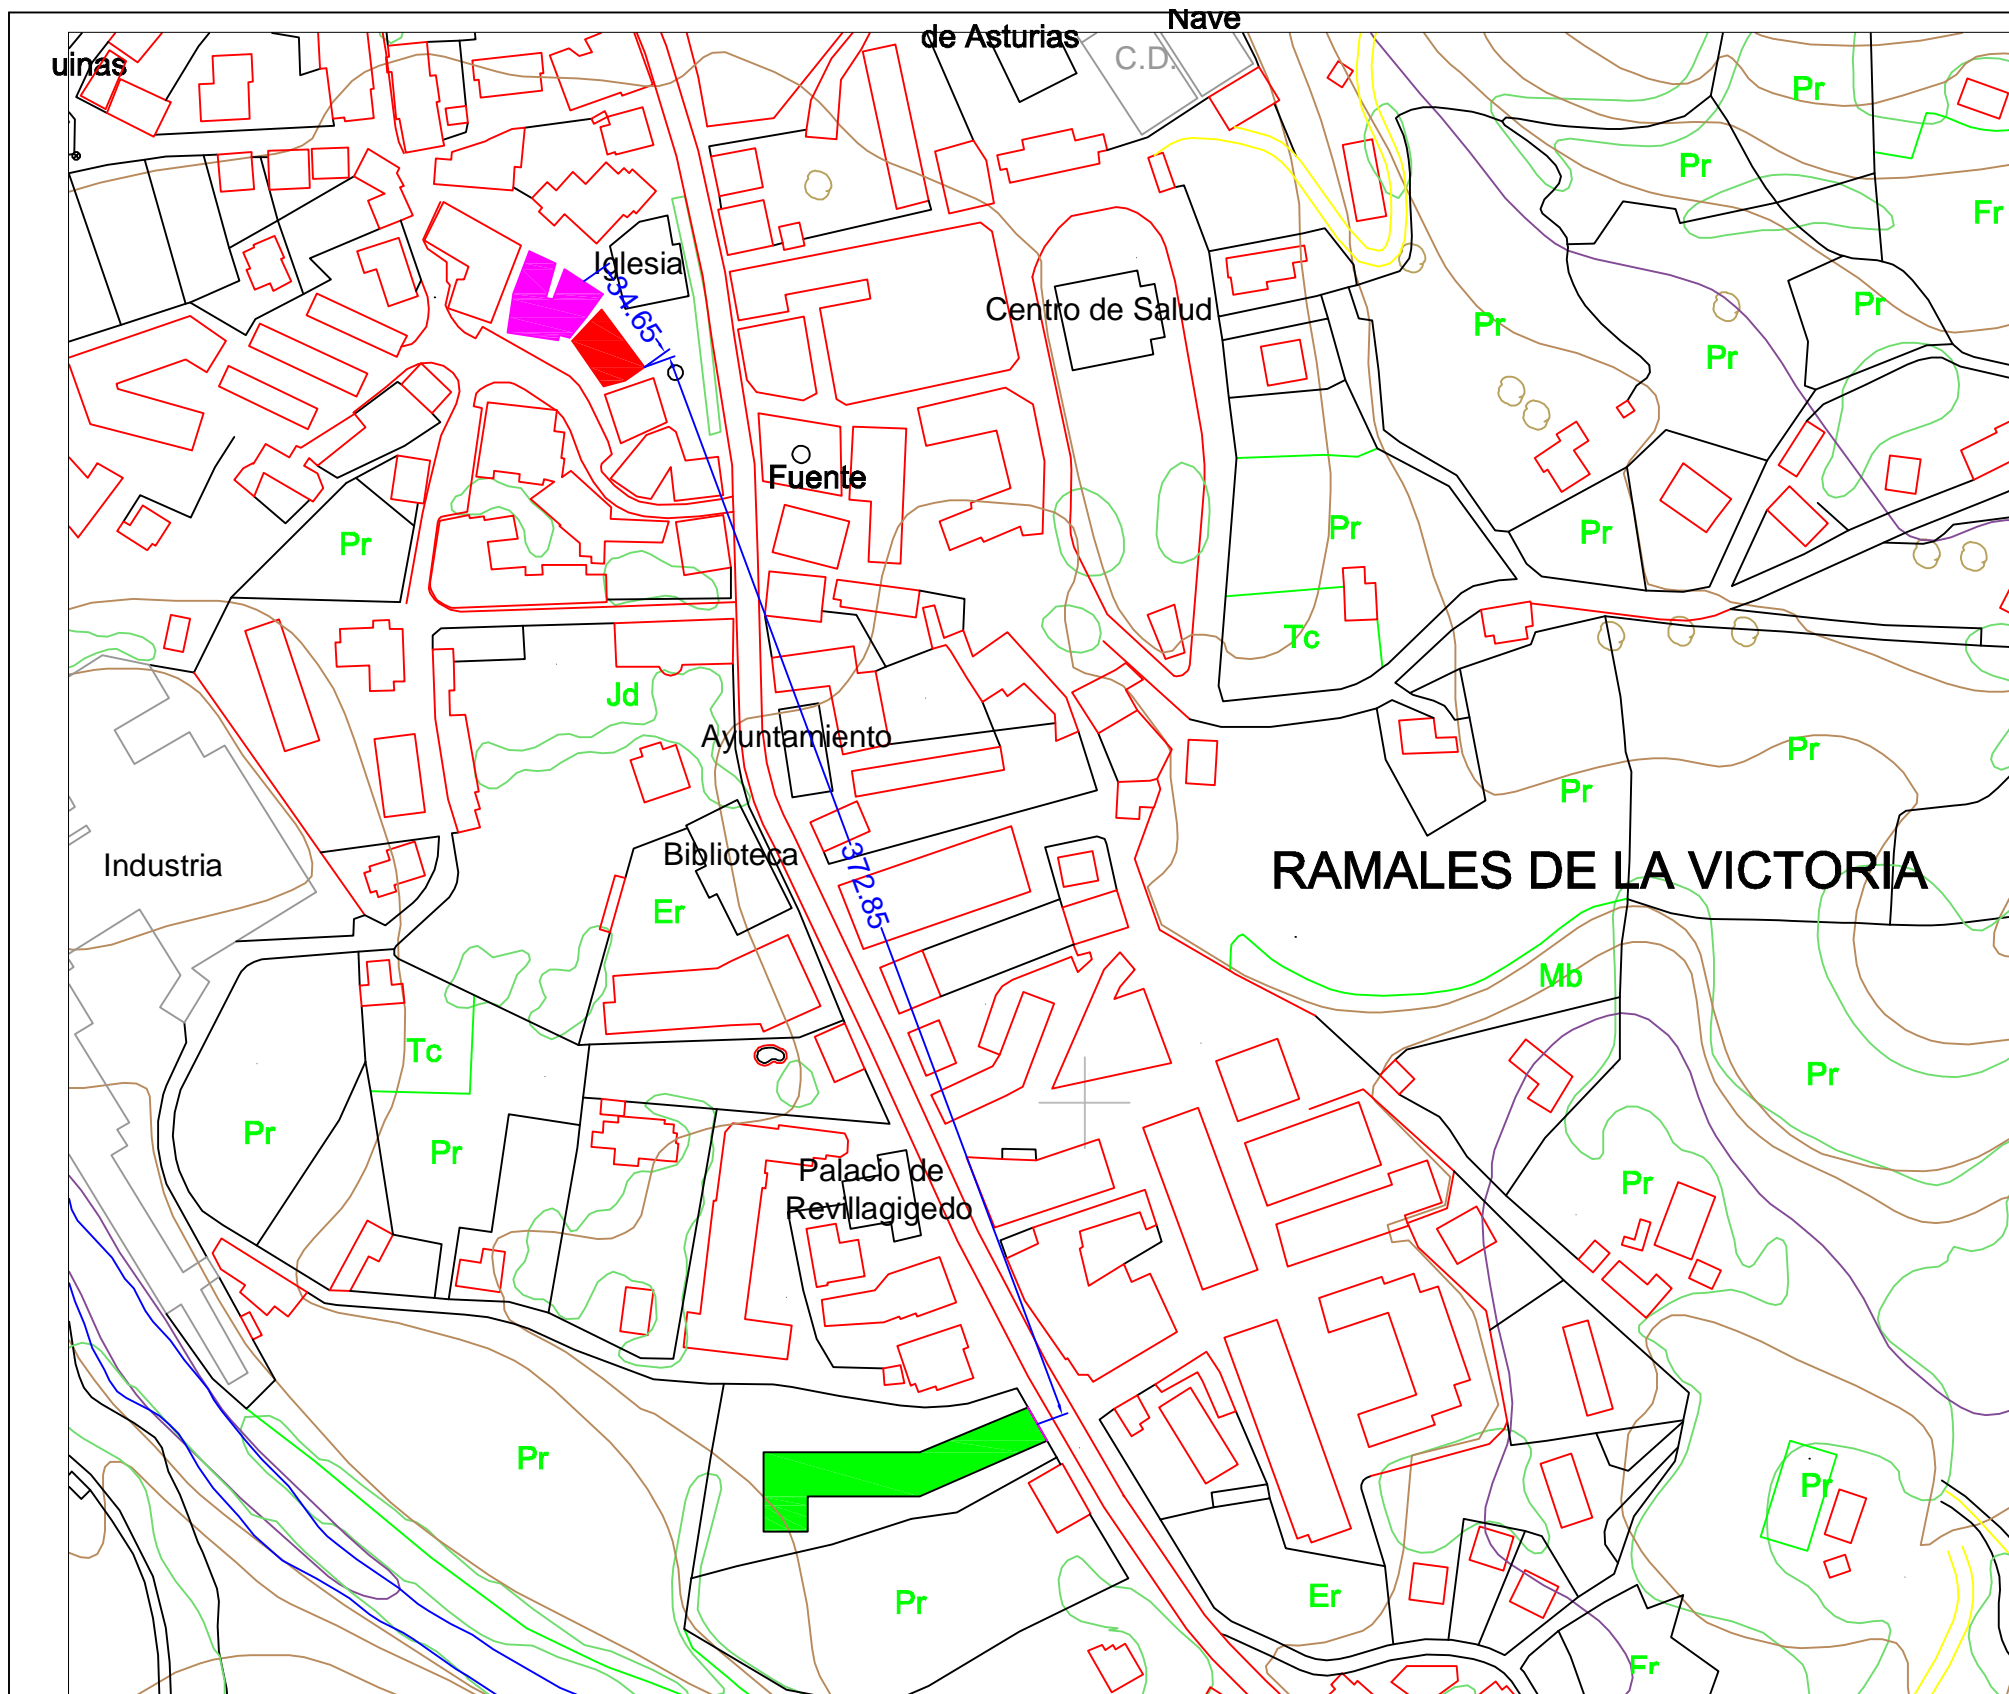 Nave
de Asturias
C.D.
uinas
Pr
Pr
Fr
Iglesia
34.65
Centro de Salud
Pr
Pr
Pr
Fuente
Pr
Pr
Pr
Tc
Jd
Ayuntamiento
Pr
Pr
Industria
Biblioteca
372.85
RAMALES DE LA VICTORIA
Er
Mb
Tc
Pr
Pr
Pr
Palacio de
Revillagigedo
Pr
Pr
Pr
Pr
Er
Fr